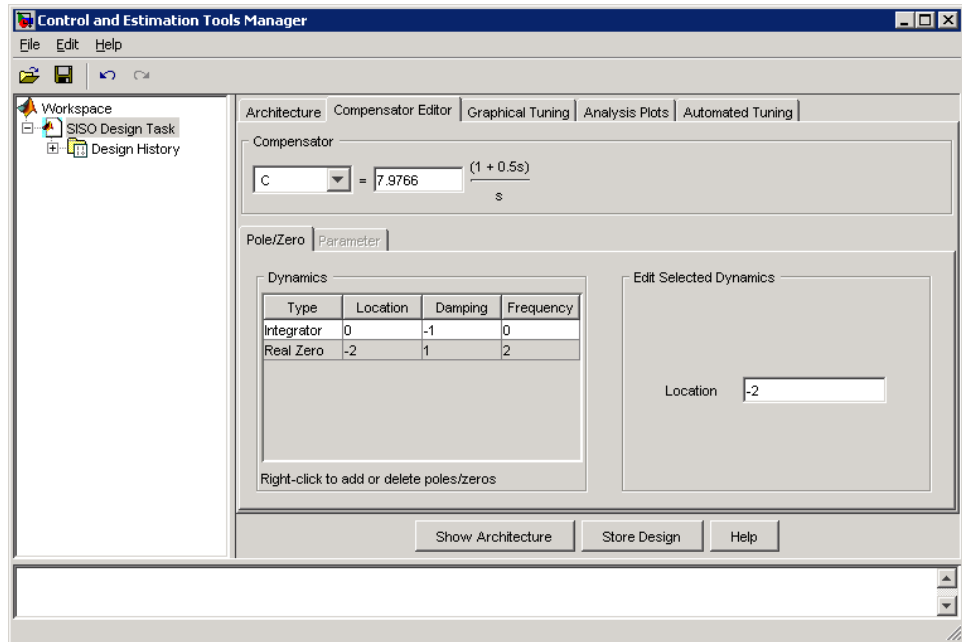 Control and Estimation Tools Manager
File Edit Help
Workspace
SISO Design Task
Design History
Architecture Compensator Editor Graphical Tuning Analysis Plots Automated Tuning
Compensator
C = 7.9766 (1 + 0.5s)
s
Pole/Zero Parameter
Dynamics
Type Location Damping Frequency
Integrator 0 -1 0
Real Zero -2 1 2
Right-click to add or delete poles/zeros
Edit Selected Dynamics
Location -2
Show Architecture Store Design Help